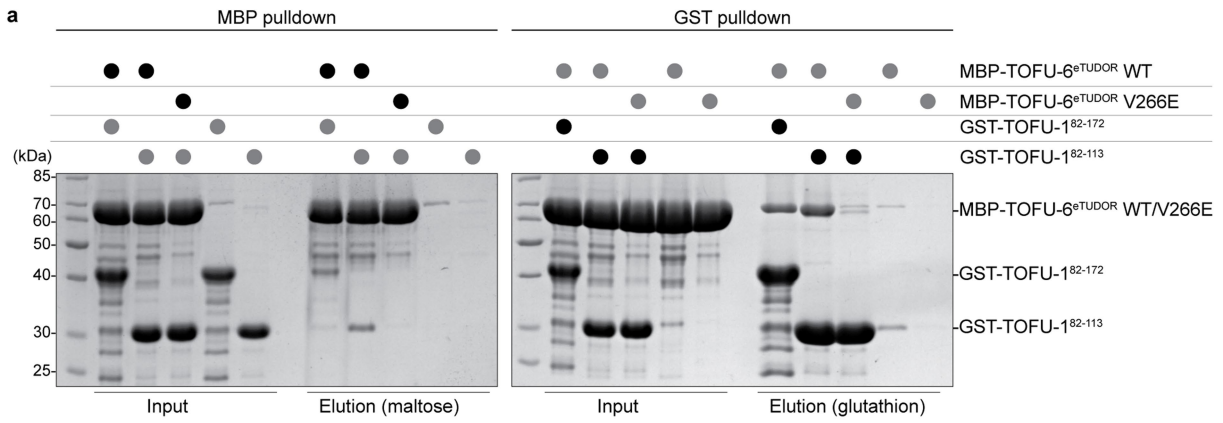 a
MBP pulldown
GST pulldown
MBP-TOFU-6eTUDOR WT
MBP-TOFU-6eTUDOR V266E
GST-TOFU-182-172
GST-TOFU-182-113
(kDa)
85-
70-
60-
50-
40-
30-
25-
-MBP-TOFU-6eTUDOR WT/V266E
-GST-TOFU-182-172
-GST-TOFU-182-113
Input
Elution (maltose)
Input
Elution (glutathion)